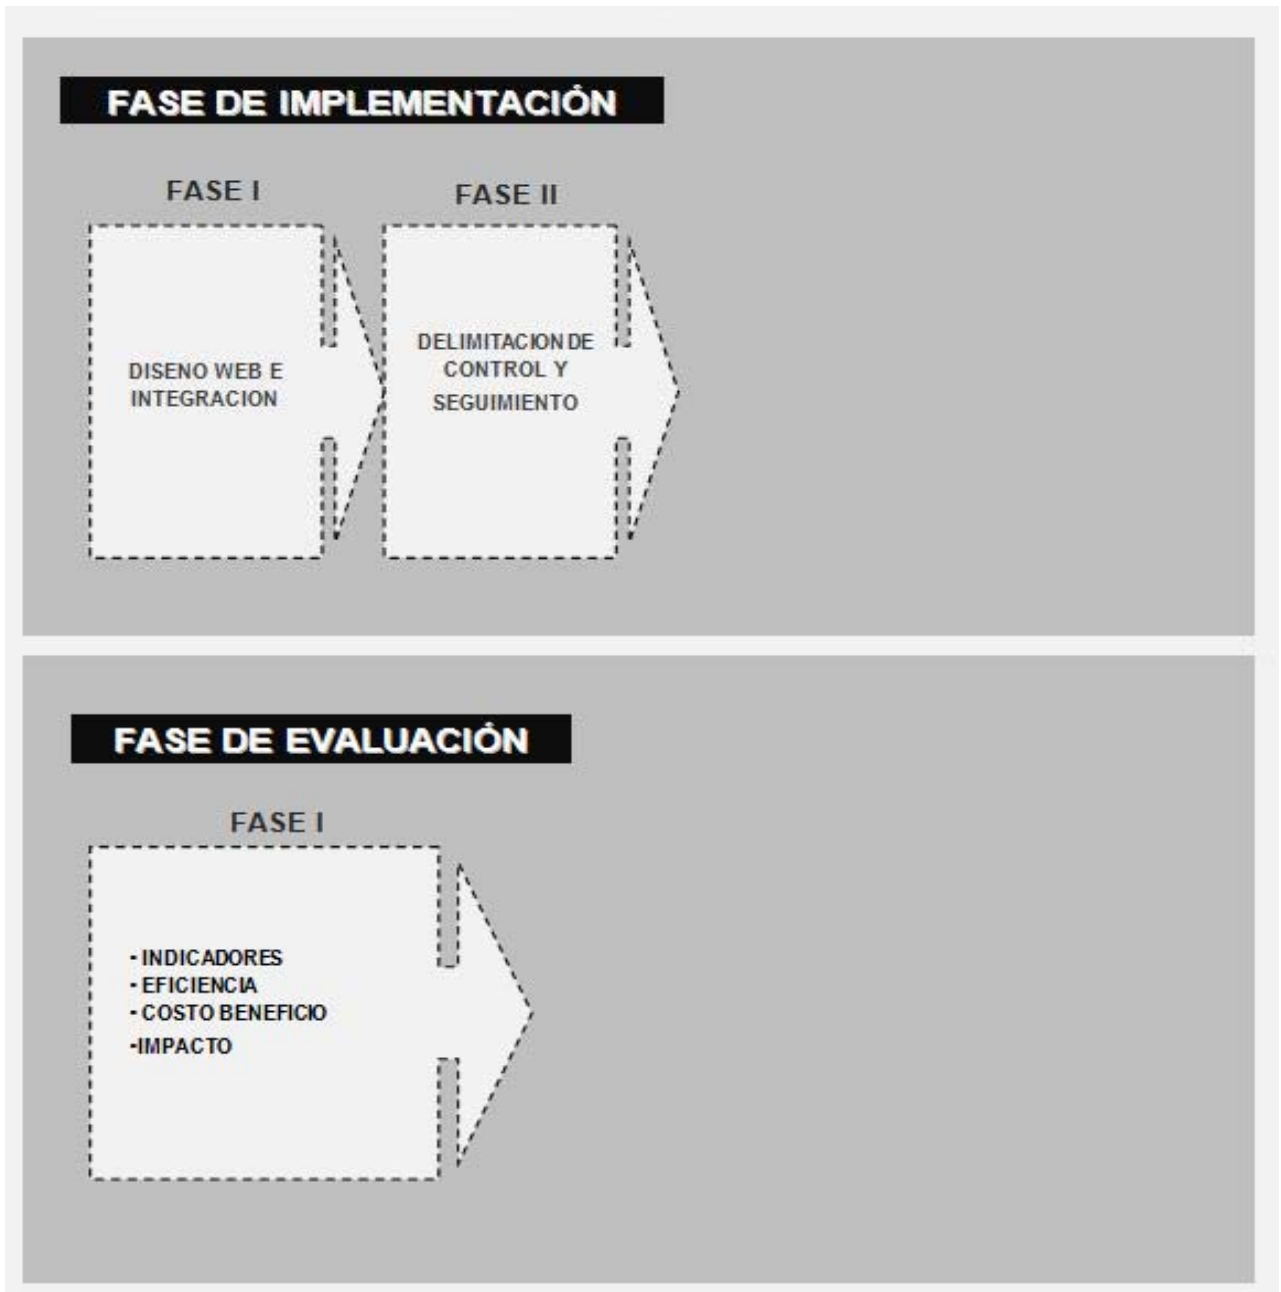 FASE DE IMPLEMENTACIÓN
FASE I
FASE II
DISENO WEB E
INTEGRACION
DELIMITACION DE
CONTROL Y
SEGUIMIENTO
FASE DE EVALUACIÓN
FASE I
- INDICADORES
- EFICIENCIA
- COSTO BENEFICIO
-IMPACTO